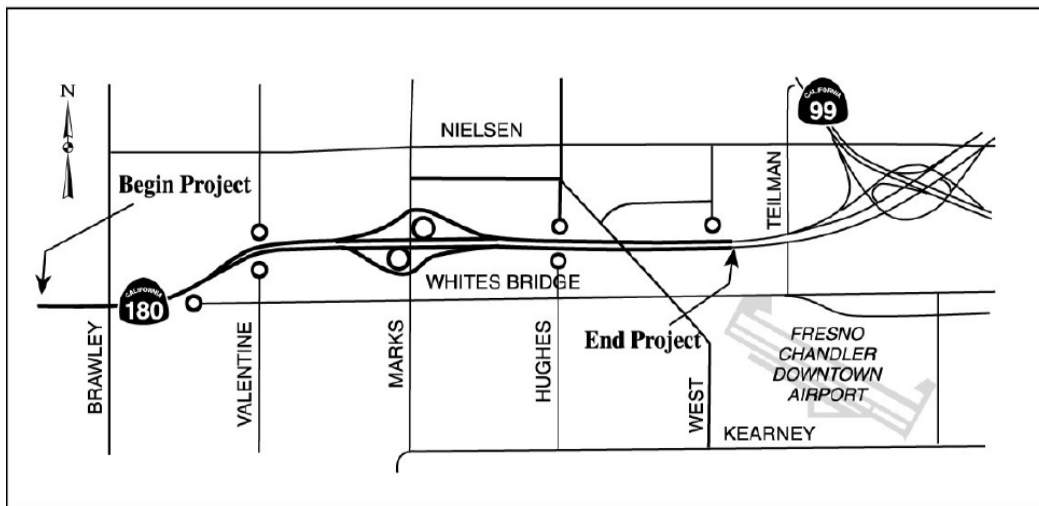 N
NIELSEN
CALIFORNIA
99
TEILMAN
Begin Project
WHITES BRIDGE
CALIFORNIA
180
BRAWLEY
VALENTINE
MARKS
HUGHES
End Project
WEST
FRESNO
CHANDLER
DOWNTOWN
AIRPORT
KEARNEY